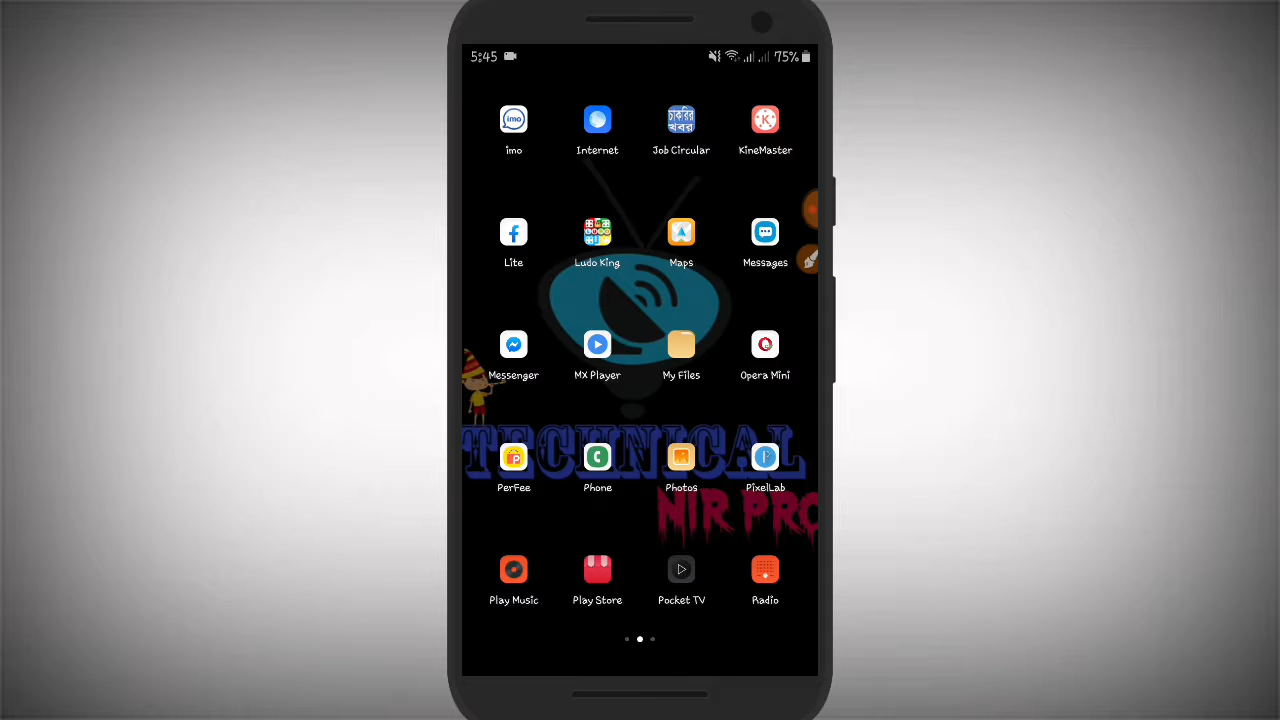 5:45 75%
imo Internet Job Circular KineMaster
চাকরির
খবর
Lite Ludo King Maps Messages
Messenger MX Player My Files Opera Mini
TECHNICAL
PerFee Phone Photos PixelLab
NIR PRO
Play Music Play Store Pocket TV Radio